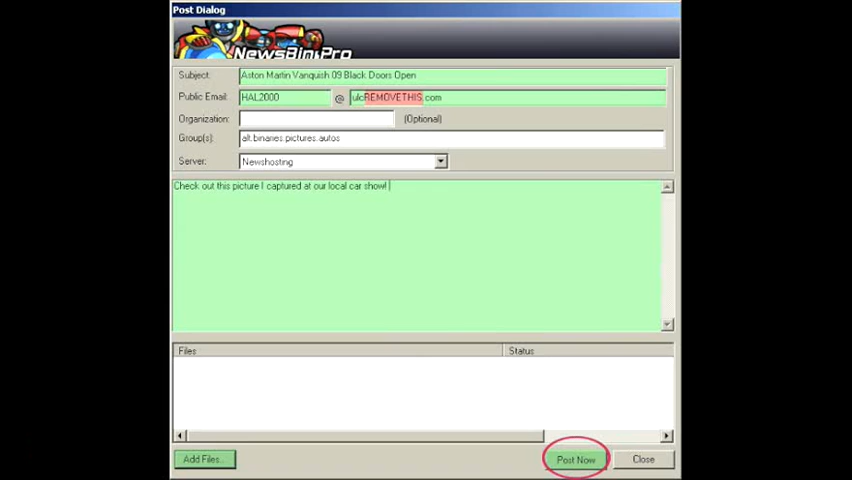 Post Dialog
NewsBin Pro
Subject: Aston Martin Vanquish 09 Black Doors Open
Public Email: HAL2000 @ ulcREMOVETHIS.com
Organization: (Optional)
Group(s): alt.binaries.pictures.autos
Server: Newshosting
Check out this picture I captured at our local car show!
Files Status
Add Files... Post Now Close